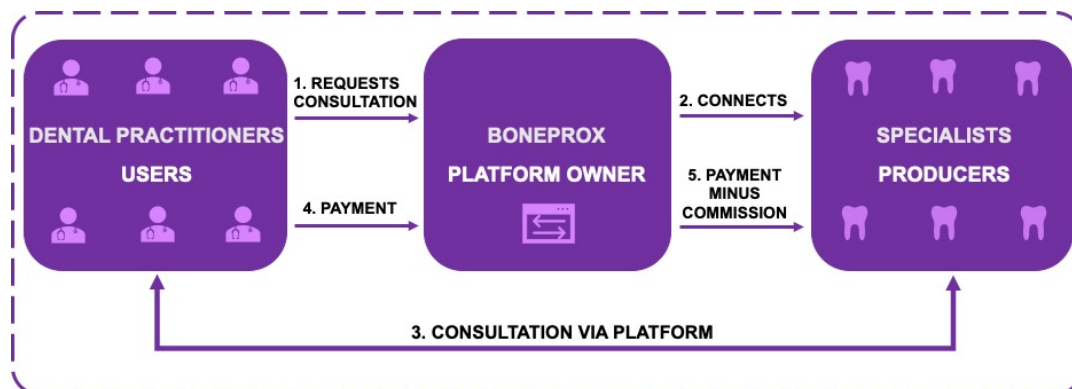 1. REQUESTS
CONSULTATION
2. CONNECTS
DENTAL PRACTITIONERS
USERS
BONEPROX
PLATFORM OWNER
SPECIALISTS
PRODUCERS
4. PAYMENT
5. PAYMENT
MINUS
COMMISSION
3. CONSULTATION VIA PLATFORM